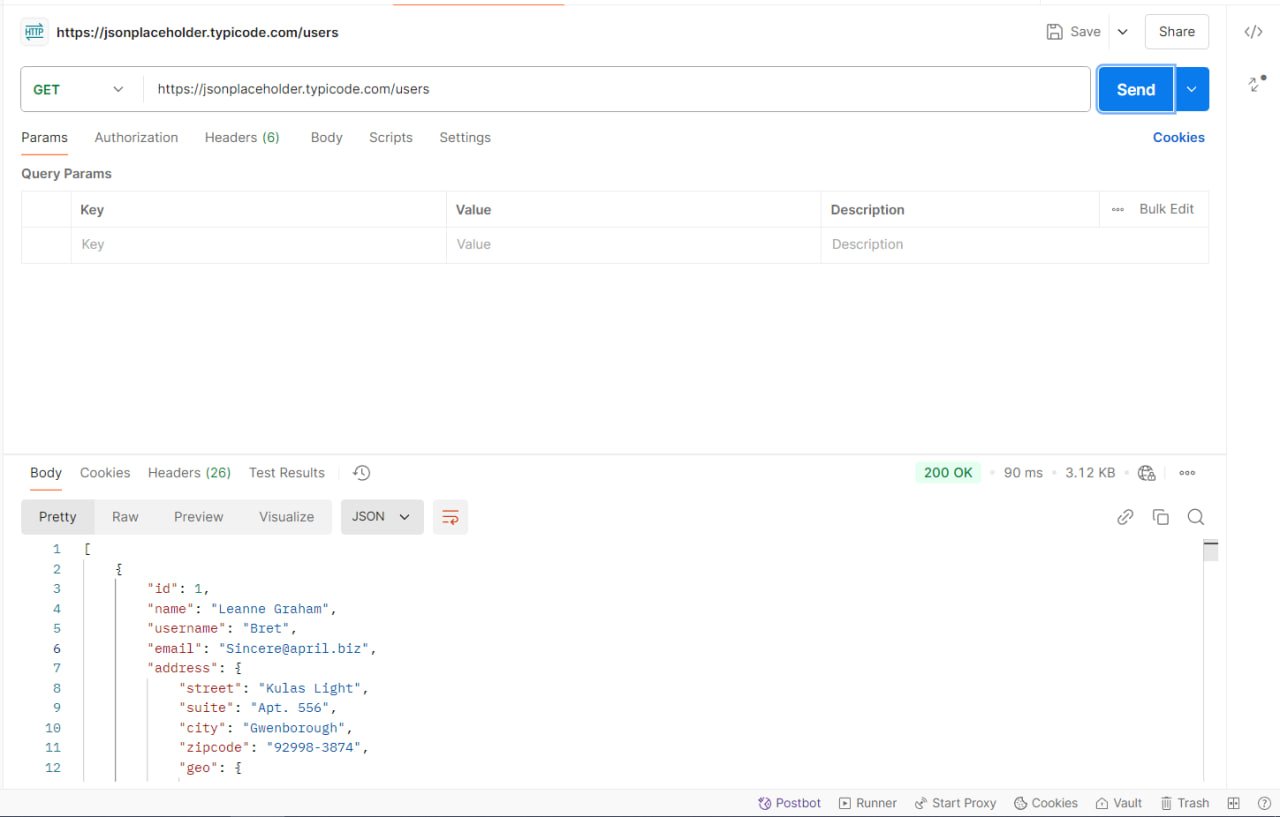 HTTP https://jsonplaceholder.typicode.com/users Save Share </>
GET https://jsonplaceholder.typicode.com/users Send
Params Authorization Headers (6) Body Scripts Settings Cookies
Query Params
Key Value Description Bulk Edit
Key Value Description
Body Cookies Headers (26) Test Results 200 OK 90 ms 3.12 KB
Pretty Raw Preview Visualize JSON
1 [
2 {
3 "id": 1,
4 "name": "Leanne Graham",
5 "username": "Bret",
6 "email": "Sincere@april.biz",
7 "address": {
8 "street": "Kulas Light",
9 "suite": "Apt. 556",
10 "city": "Gwenborough",
11 "zipcode": "92998-3874",
12 "geo": {
Postbot Runner Start Proxy Cookies Vault Trash